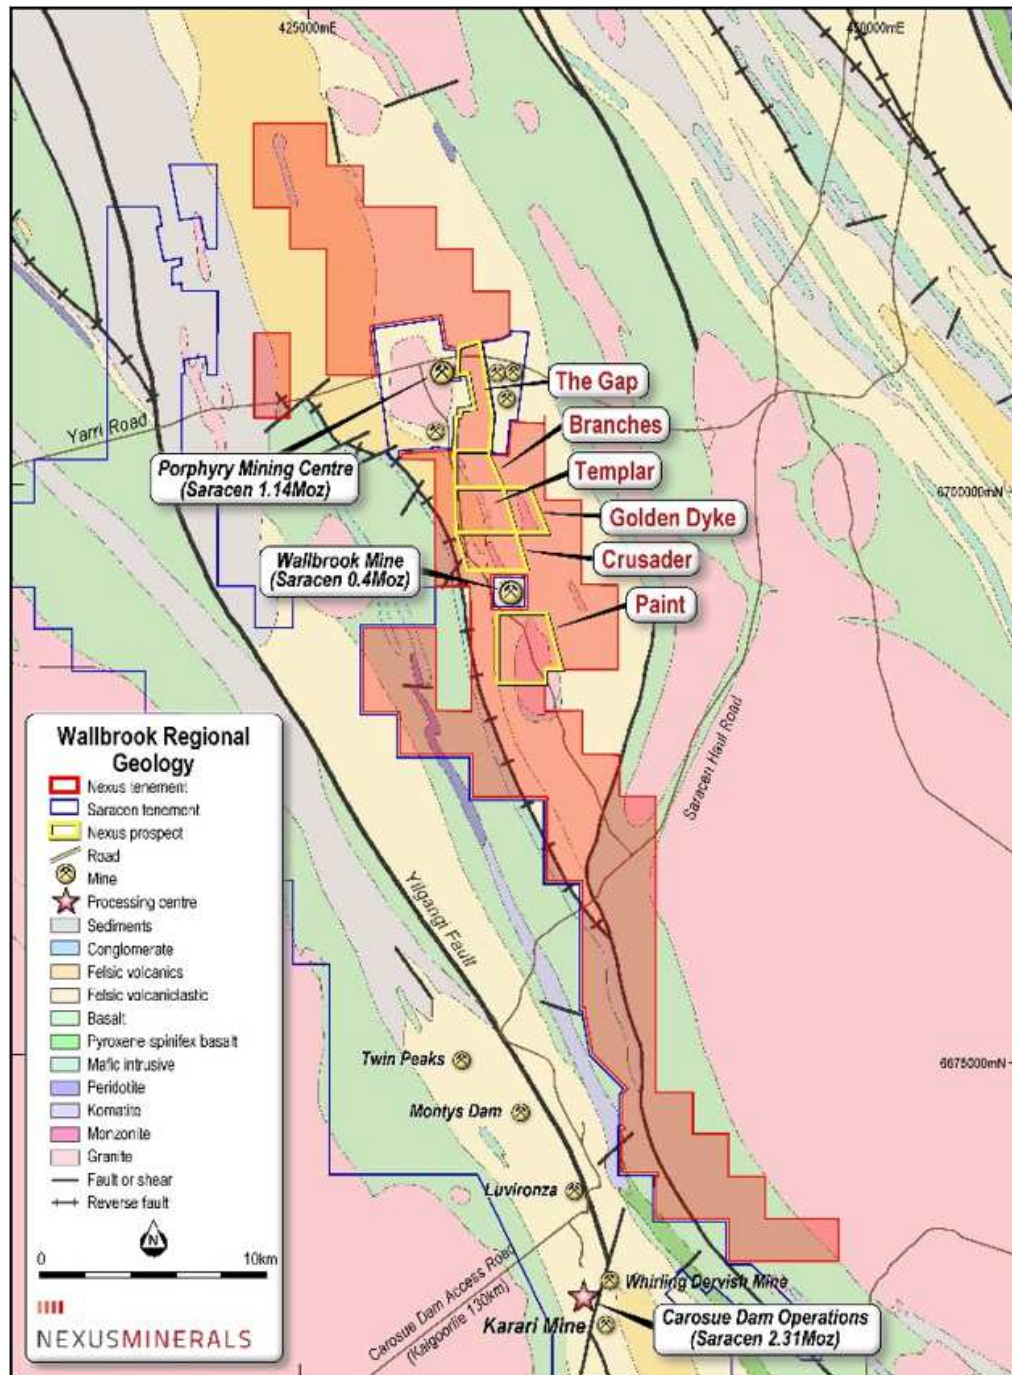 425000mE
450000mE
The Gap
Branches
Yarri Road
Templar
Porphyry Mining Centre
(Saracen 1.14Moz)
6700000mN
Golden Dyke
Wallbrook Mine
(Saracen 0.4Moz)
Crusader
Paint
Saracen Haul Road
Wallbrook Regional
Geology
Nexus tenement
Saracen tenement
Nexus prospect
Road
Mine
Processing centre
Sediments
Conglomerate
Felsic volcanics
Felsic volcaniclastic
Basalt
Pyroxene spinifex basalt
Mafic intrusive
Peridotite
Komatite
Monzonite
Granite
Fault or shear
Reverse fault
N
0 10km
NEXUSMINERALS
Yilgangi Fault
Twin Peaks
6675000mN
Montys Dam
Luvironza
Carosue Dam Access Road
(Kalgoorlie 130km)
Whirling Dervish Mine
Karari Mine
Carosue Dam Operations
(Saracen 2.31Moz)